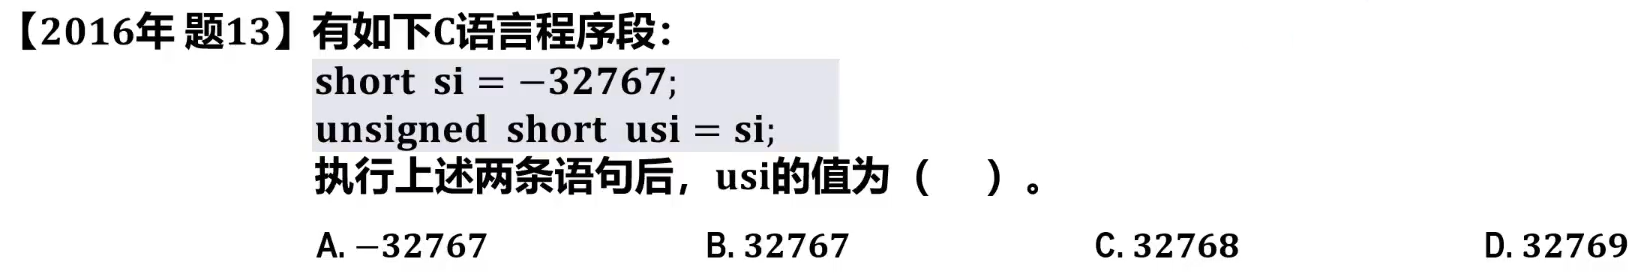 【2016年 题13】有如下C语言程序段：
short si = −32767;
unsigned short usi = si;
执行上述两条语句后，usi的值为（ ）。
A. −32767 B. 32767 C. 32768 D. 32769